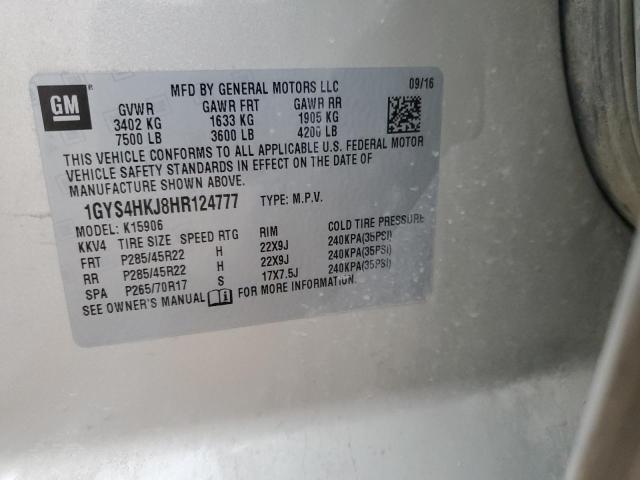 GM ®
MFD BY GENERAL MOTORS LLC 09/16
GVWR GAWR FRT GAWR RR
3402 KG 1633 KG 1905 KG
7500 LB 3600 LB 4200 LB
THIS VEHICLE CONFORMS TO ALL APPLICABLE U.S. FEDERAL MOTOR
VEHICLE SAFETY STANDARDS IN EFFECT ON THE DATE OF
MANUFACTURE SHOWN ABOVE.
1GYS4HKJ8HR124777 TYPE: M.P.V.
MODEL: K15906
KKV4 TIRE SIZE SPEED RTG RIM COLD TIRE PRESSURE
FRT P285/45R22 H 22X9J 240KPA(35PSI)
RR P285/45R22 H 22X9J 240KPA(35PSI)
SPA P265/70R17 S 17X7.5J 240KPA(35PSI)
SEE OWNER'S MANUAL FOR MORE INFORMATION.